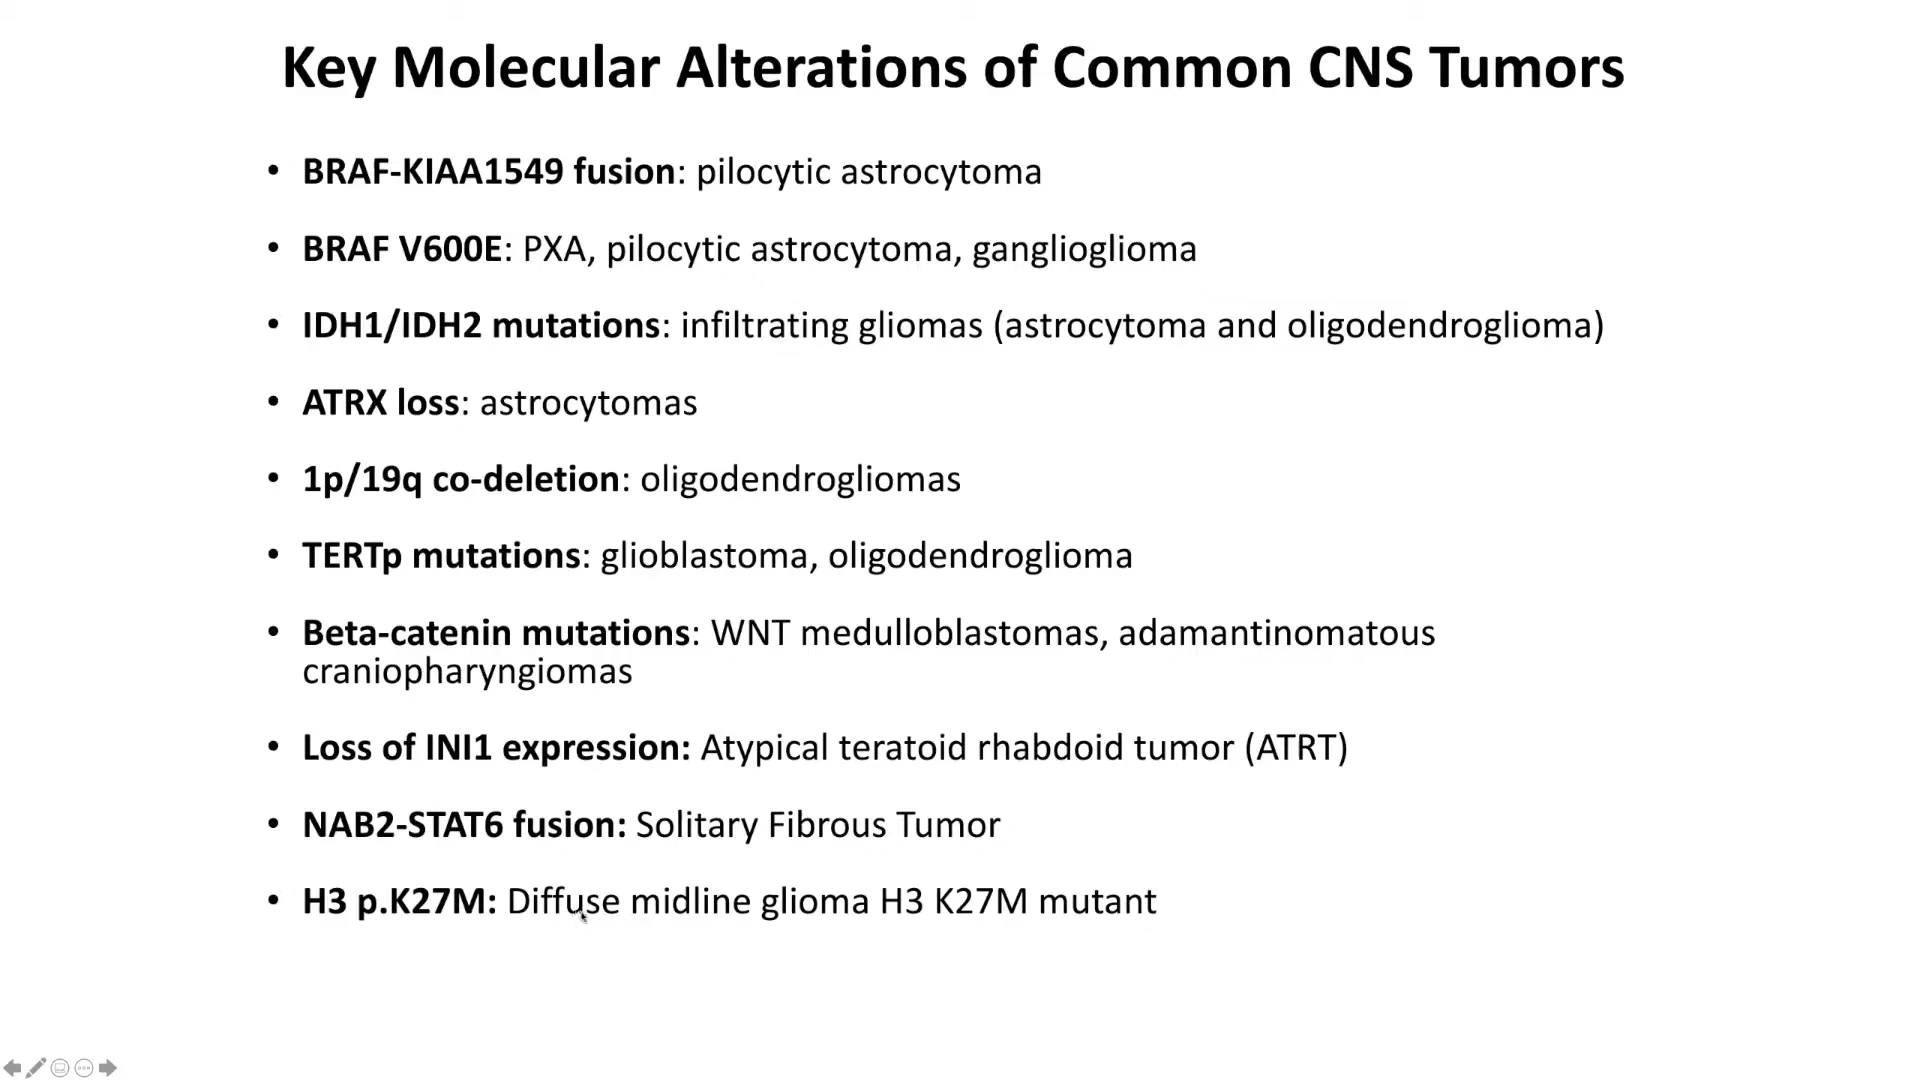 Key Molecular Alterations of Common CNS Tumors
• BRAF-KIAA1549 fusion: pilocytic astrocytoma
• BRAF V600E: PXA, pilocytic astrocytoma, ganglioglioma
• IDH1/IDH2 mutations: infiltrating gliomas (astrocytoma and oligodendroglioma)
• ATRX loss: astrocytomas
• 1p/19q co-deletion: oligodendrogliomas
• TERTp mutations: glioblastoma, oligodendroglioma
• Beta-catenin mutations: WNT medulloblastomas, adamantinomatous
craniopharyngiomas
• Loss of INI1 expression: Atypical teratoid rhabdoid tumor (ATRT)
• NAB2-STAT6 fusion: Solitary Fibrous Tumor
• H3 p.K27M: Diffuse midline glioma H3 K27M mutant